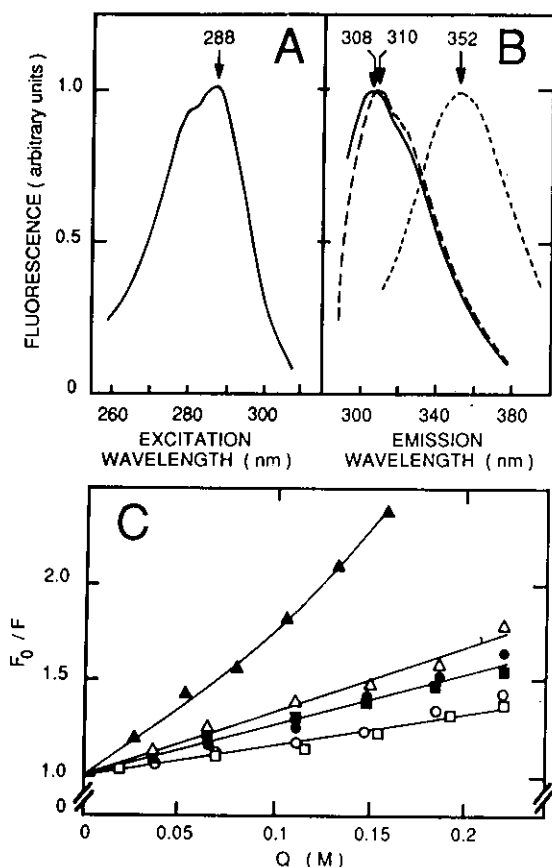 A
B
288
308
310
352
1.0
0.5
0
FLUORESCENCE (arbitrary units)
260
280
300
300
340
380
EXCITATION
WAVELENGTH (nm)
EMISSION
WAVELENGTH (nm)
C
2.0
1.5
1.0
0
F0 / F
0
0.05
0.1
0.15
0.2
Q (M)